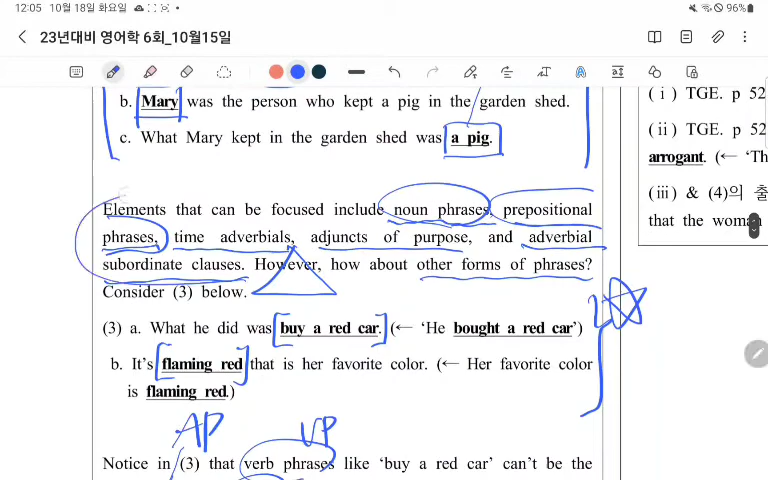 12:05 10월 18일 화요일
96%
23년대비 영어학 6회_10월15일
b. Mary was the person who kept a pig in the garden shed.
c. What Mary kept in the garden shed was a pig.
Elements that can be focused include noun phrases, prepositional
phrases, time adverbials, adjuncts of purpose, and adverbial
subordinate clauses. However, how about other forms of phrases?
Consider (3) below.
(3) a. What he did was buy a red car. (← ‘He bought a red car’)
b. It’s flaming red that is her favorite color. (← Her favorite color
is flaming red.)
AP VP
Notice in (3) that verb phrases like ‘buy a red car’ can’t be the
(ⅰ) TGE. p 52
(ⅱ) TGE. p 52
arrogant. (← ‘Th
(ⅲ) & (4)의 출
that the woma